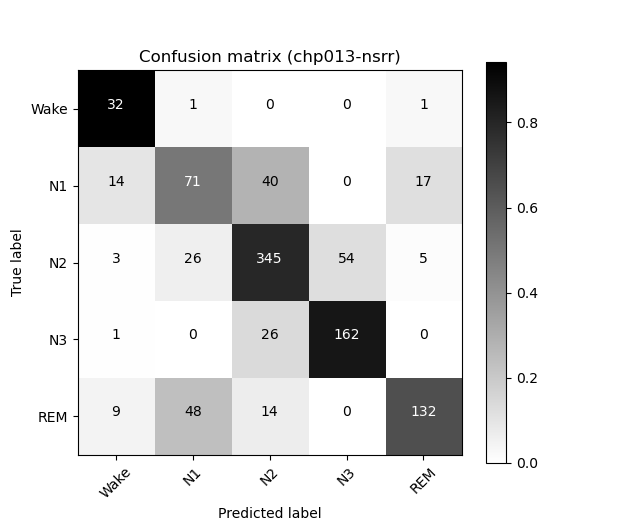 Confusion matrix (chp013-nsrr)
Wake 32 1 0 0 1
N1 14 71 40 0 17
N2 3 26 345 54 5
N3 1 0 26 162 0
REM 9 48 14 0 132
Wake N1 N2 N3 REM
True label
Predicted label
0.8
0.6
0.4
0.2
0.0